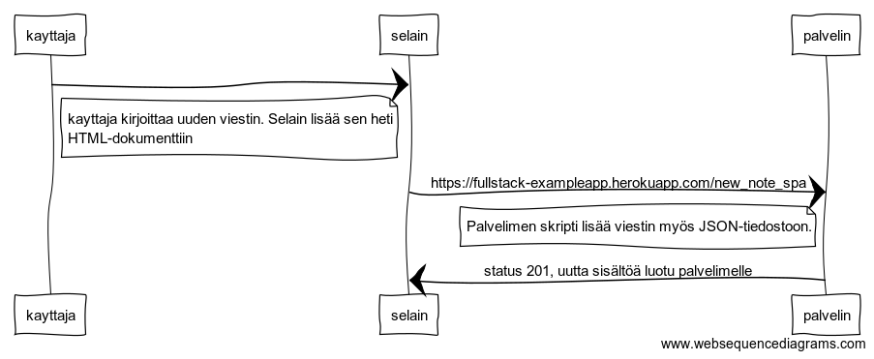 kayttaja
selain
palvelin
kayttaja kirjoittaa uuden viestin. Selain lisää sen heti
HTML-dokumenttiin
https://fullstack-exampleapp.herokuapp.com/new_note_spa
Palvelimen skripti lisää viestin myös JSON-tiedostoon.
status 201, uutta sisältöä luotu palvelimelle
kayttaja
selain
palvelin
www.websequencediagrams.com